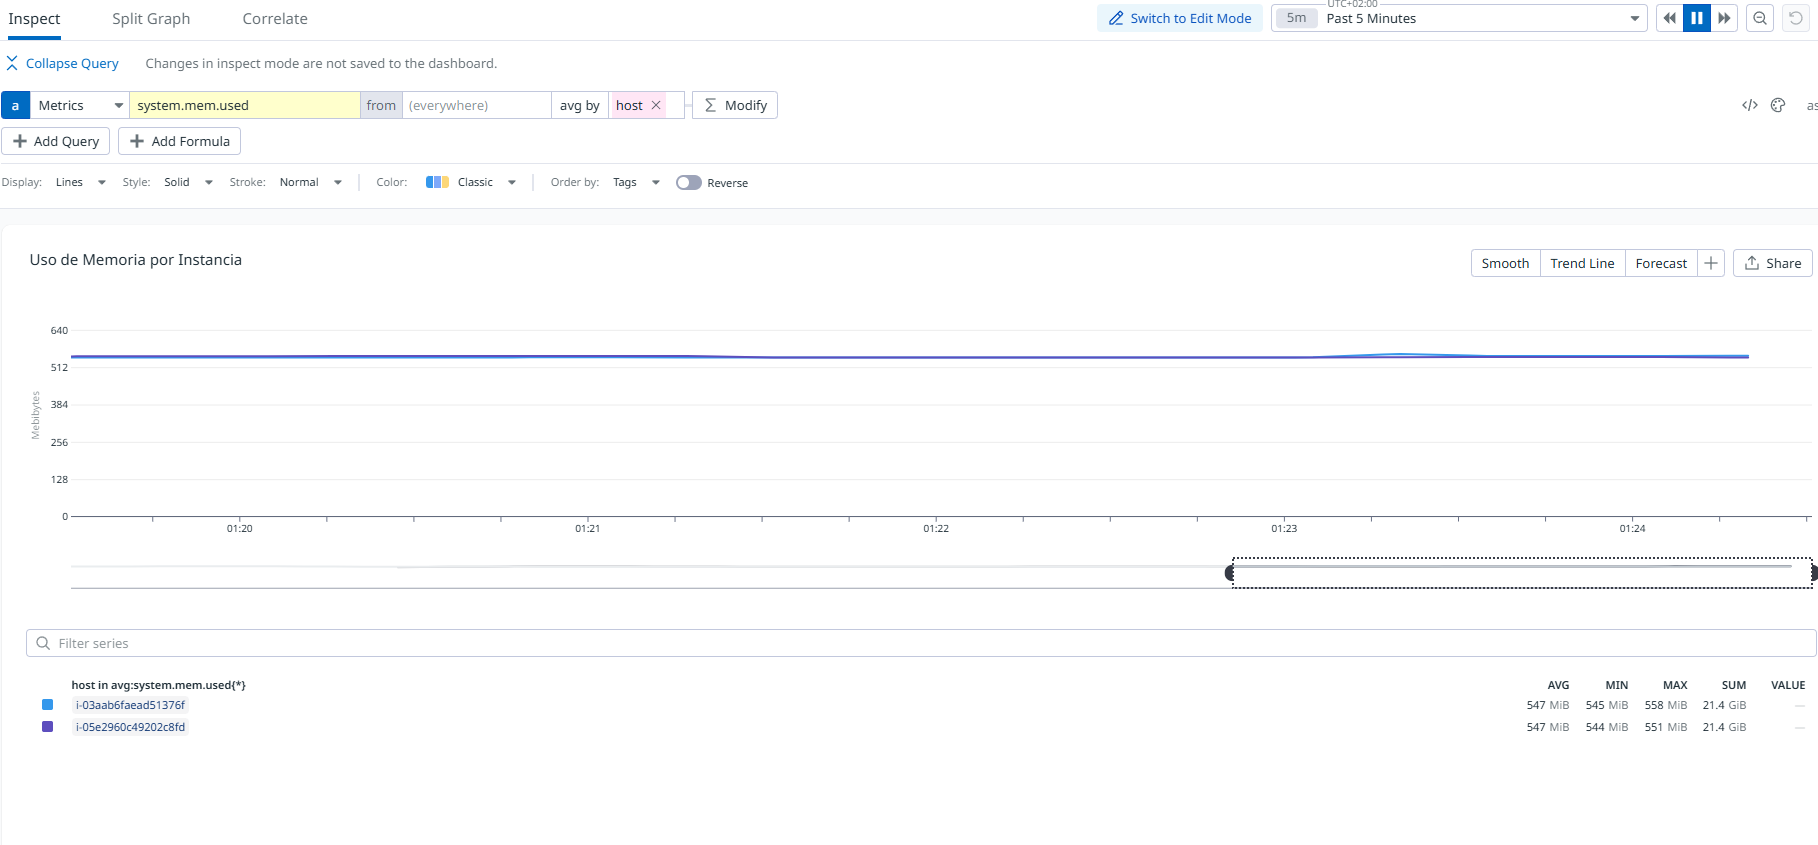 Inspect Split Graph Correlate
Switch to Edit Mode 5m UTC+02:00 Past 5 Minutes
Collapse Query Changes in inspect mode are not saved to the dashboard.
a Metrics system.mem.used from (everywhere) avg by host Σ Modify </> as
Add Query Add Formula
Display: Lines Style: Solid Stroke: Normal Color: Classic Order by: Tags Reverse
Uso de Memoria por Instancia
Smooth Trend Line Forecast Share
Mebibytes
640
512
384
256
128
0
01:20 01:21 01:22 01:23 01:24
Filter series
host in avg:system.mem.used{*} AVG MIN MAX SUM VALUE
i-03aab6faead51376f 547 MiB 545 MiB 558 MiB 21.4 GiB —
i-05e2960c49202c8fd 547 MiB 544 MiB 551 MiB 21.4 GiB —